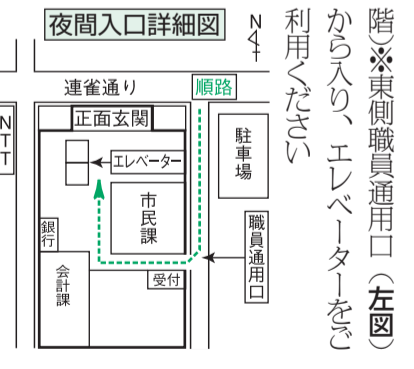 階)※東側職員通用口(左図)
から入り、エレベーターをご
利用ください
夜間入口詳細図
N
連雀通り
順路
正面玄関
NTT
エレベーター
駐車場
市民課
銀行
会計課
受付
職員通用口